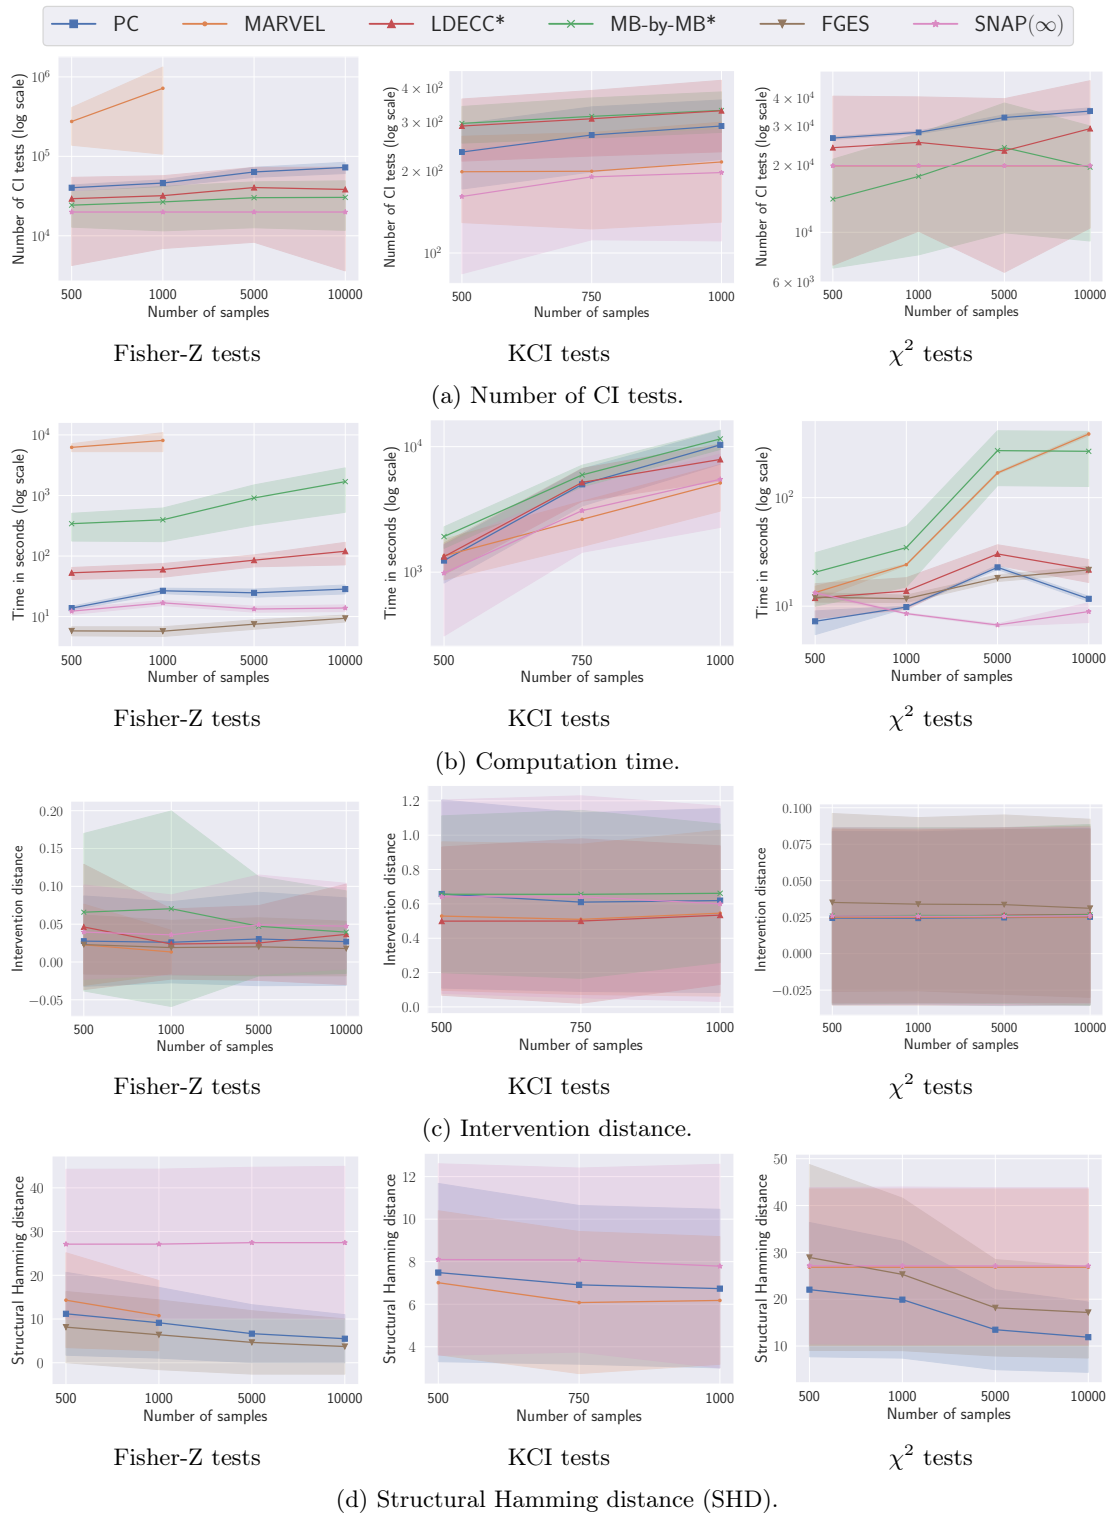 PC MARVEL LDECC* MB-by-MB* FGES SNAP(∞)
Number of CI tests (log scale)
10^6
10^5
10^4
500 1000 5000 10000
Number of samples
Fisher-Z tests
Number of CI tests (log scale)
4 × 10^2
3 × 10^2
2 × 10^2
10^2
500 750 1000
Number of samples
KCI tests
Number of CI tests (log scale)
4 × 10^4
3 × 10^4
2 × 10^4
10^4
6 × 10^3
500 1000 5000 10000
Number of samples
χ^2 tests
(a) Number of CI tests.
Time in seconds (log scale)
10^4
10^3
10^2
10^1
500 1000 5000 10000
Number of samples
Fisher-Z tests
Time in seconds (log scale)
10^4
10^3
500 750 1000
Number of samples
KCI tests
Time in seconds (log scale)
10^2
10^1
500 1000 5000 10000
Number of samples
χ^2 tests
(b) Computation time.
Intervention distance
0.20
0.15
0.10
0.05
0.00
−0.05
500 1000 5000 10000
Number of samples
Fisher-Z tests
Intervention distance
1.2
1.0
0.8
0.6
0.4
0.2
0.0
500 750 1000
Number of samples
KCI tests
Intervention distance
0.100
0.075
0.050
0.025
0.000
−0.025
500 1000 5000 10000
Number of samples
χ^2 tests
(c) Intervention distance.
Structural Hamming distance
40
30
20
10
0
500 1000 5000 10000
Number of samples
Fisher-Z tests
Structural Hamming distance
12
10
8
6
4
500 750 1000
Number of samples
KCI tests
Structural Hamming distance
50
40
30
20
10
500 1000 5000 10000
Number of samples
χ^2 tests
(d) Structural Hamming distance (SHD).